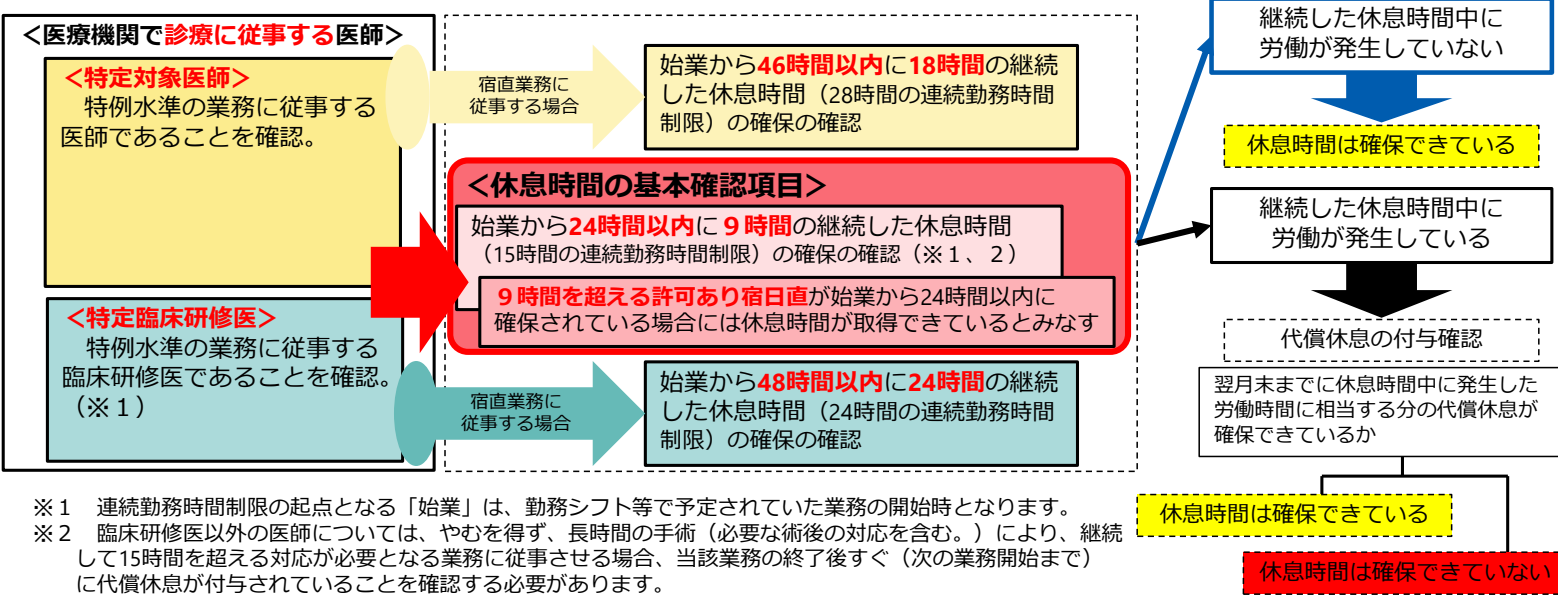 <医療機関で診療に従事する医師>
<特定対象医師>
特例水準の業務に従事する
医師であることを確認。
<特定臨床研修医>
特例水準の業務に従事する
臨床研修医であることを確認。
（※１）
宿直業務に
従事する場合
始業から46時間以内に18時間の継続
した休息時間（28時間の連続勤務時間
制限）の確保の確認
<休息時間の基本確認項目>
始業から24時間以内に９時間の継続した休息時間
（15時間の連続勤務時間制限）の確保の確認（※１、２）
９時間を超える許可あり宿日直が始業から24時間以内に
確保されている場合には休息時間が取得できているとみなす
宿直業務に
従事する場合
始業から48時間以内に24時間の継続
した休息時間（24時間の連続勤務時間
制限）の確保の確認
継続した休息時間中に
労働が発生していない
休息時間は確保できている
継続した休息時間中に
労働が発生している
代償休息の付与確認
翌月末までに休息時間中に発生した
労働時間に相当する分の代償休息が
確保できているか
休息時間は確保できている
休息時間は確保できていない
※１　連続勤務時間制限の起点となる「始業」は、勤務シフト等で予定されていた業務の開始時となります。
※２　臨床研修医以外の医師については、やむを得ず、長時間の手術（必要な術後の対応を含む。）により、継続
して15時間を超える対応が必要となる業務に従事させる場合、当該業務の終了後すぐ（次の業務開始まで）
に代償休息が付与されていることを確認する必要があります。